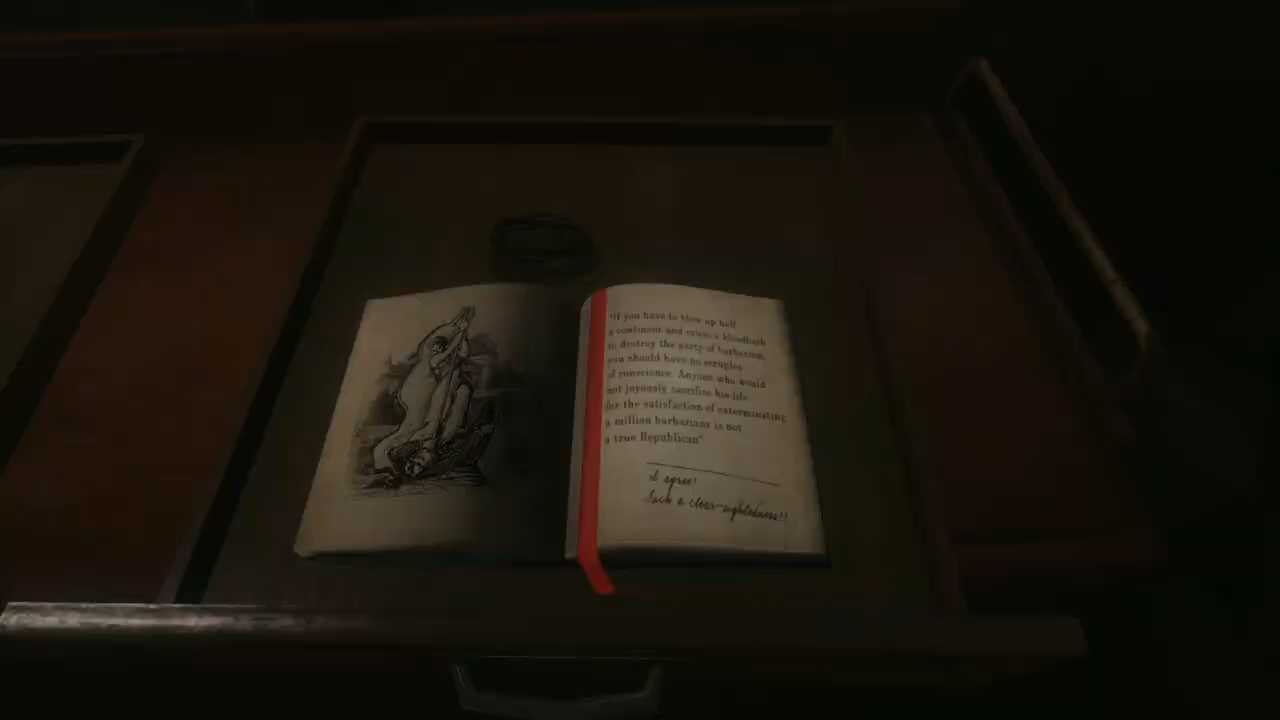 "If you have to blow up half
a continent and cause a bloodbath
to destroy the party of barbarism,
you should have no scruples
of conscience. Anyone who would
not joyously sacrifice his life
for the satisfaction of exterminating
a million barbarians is not
a true Republican"
I agree!
Such a clear-sightedness!!